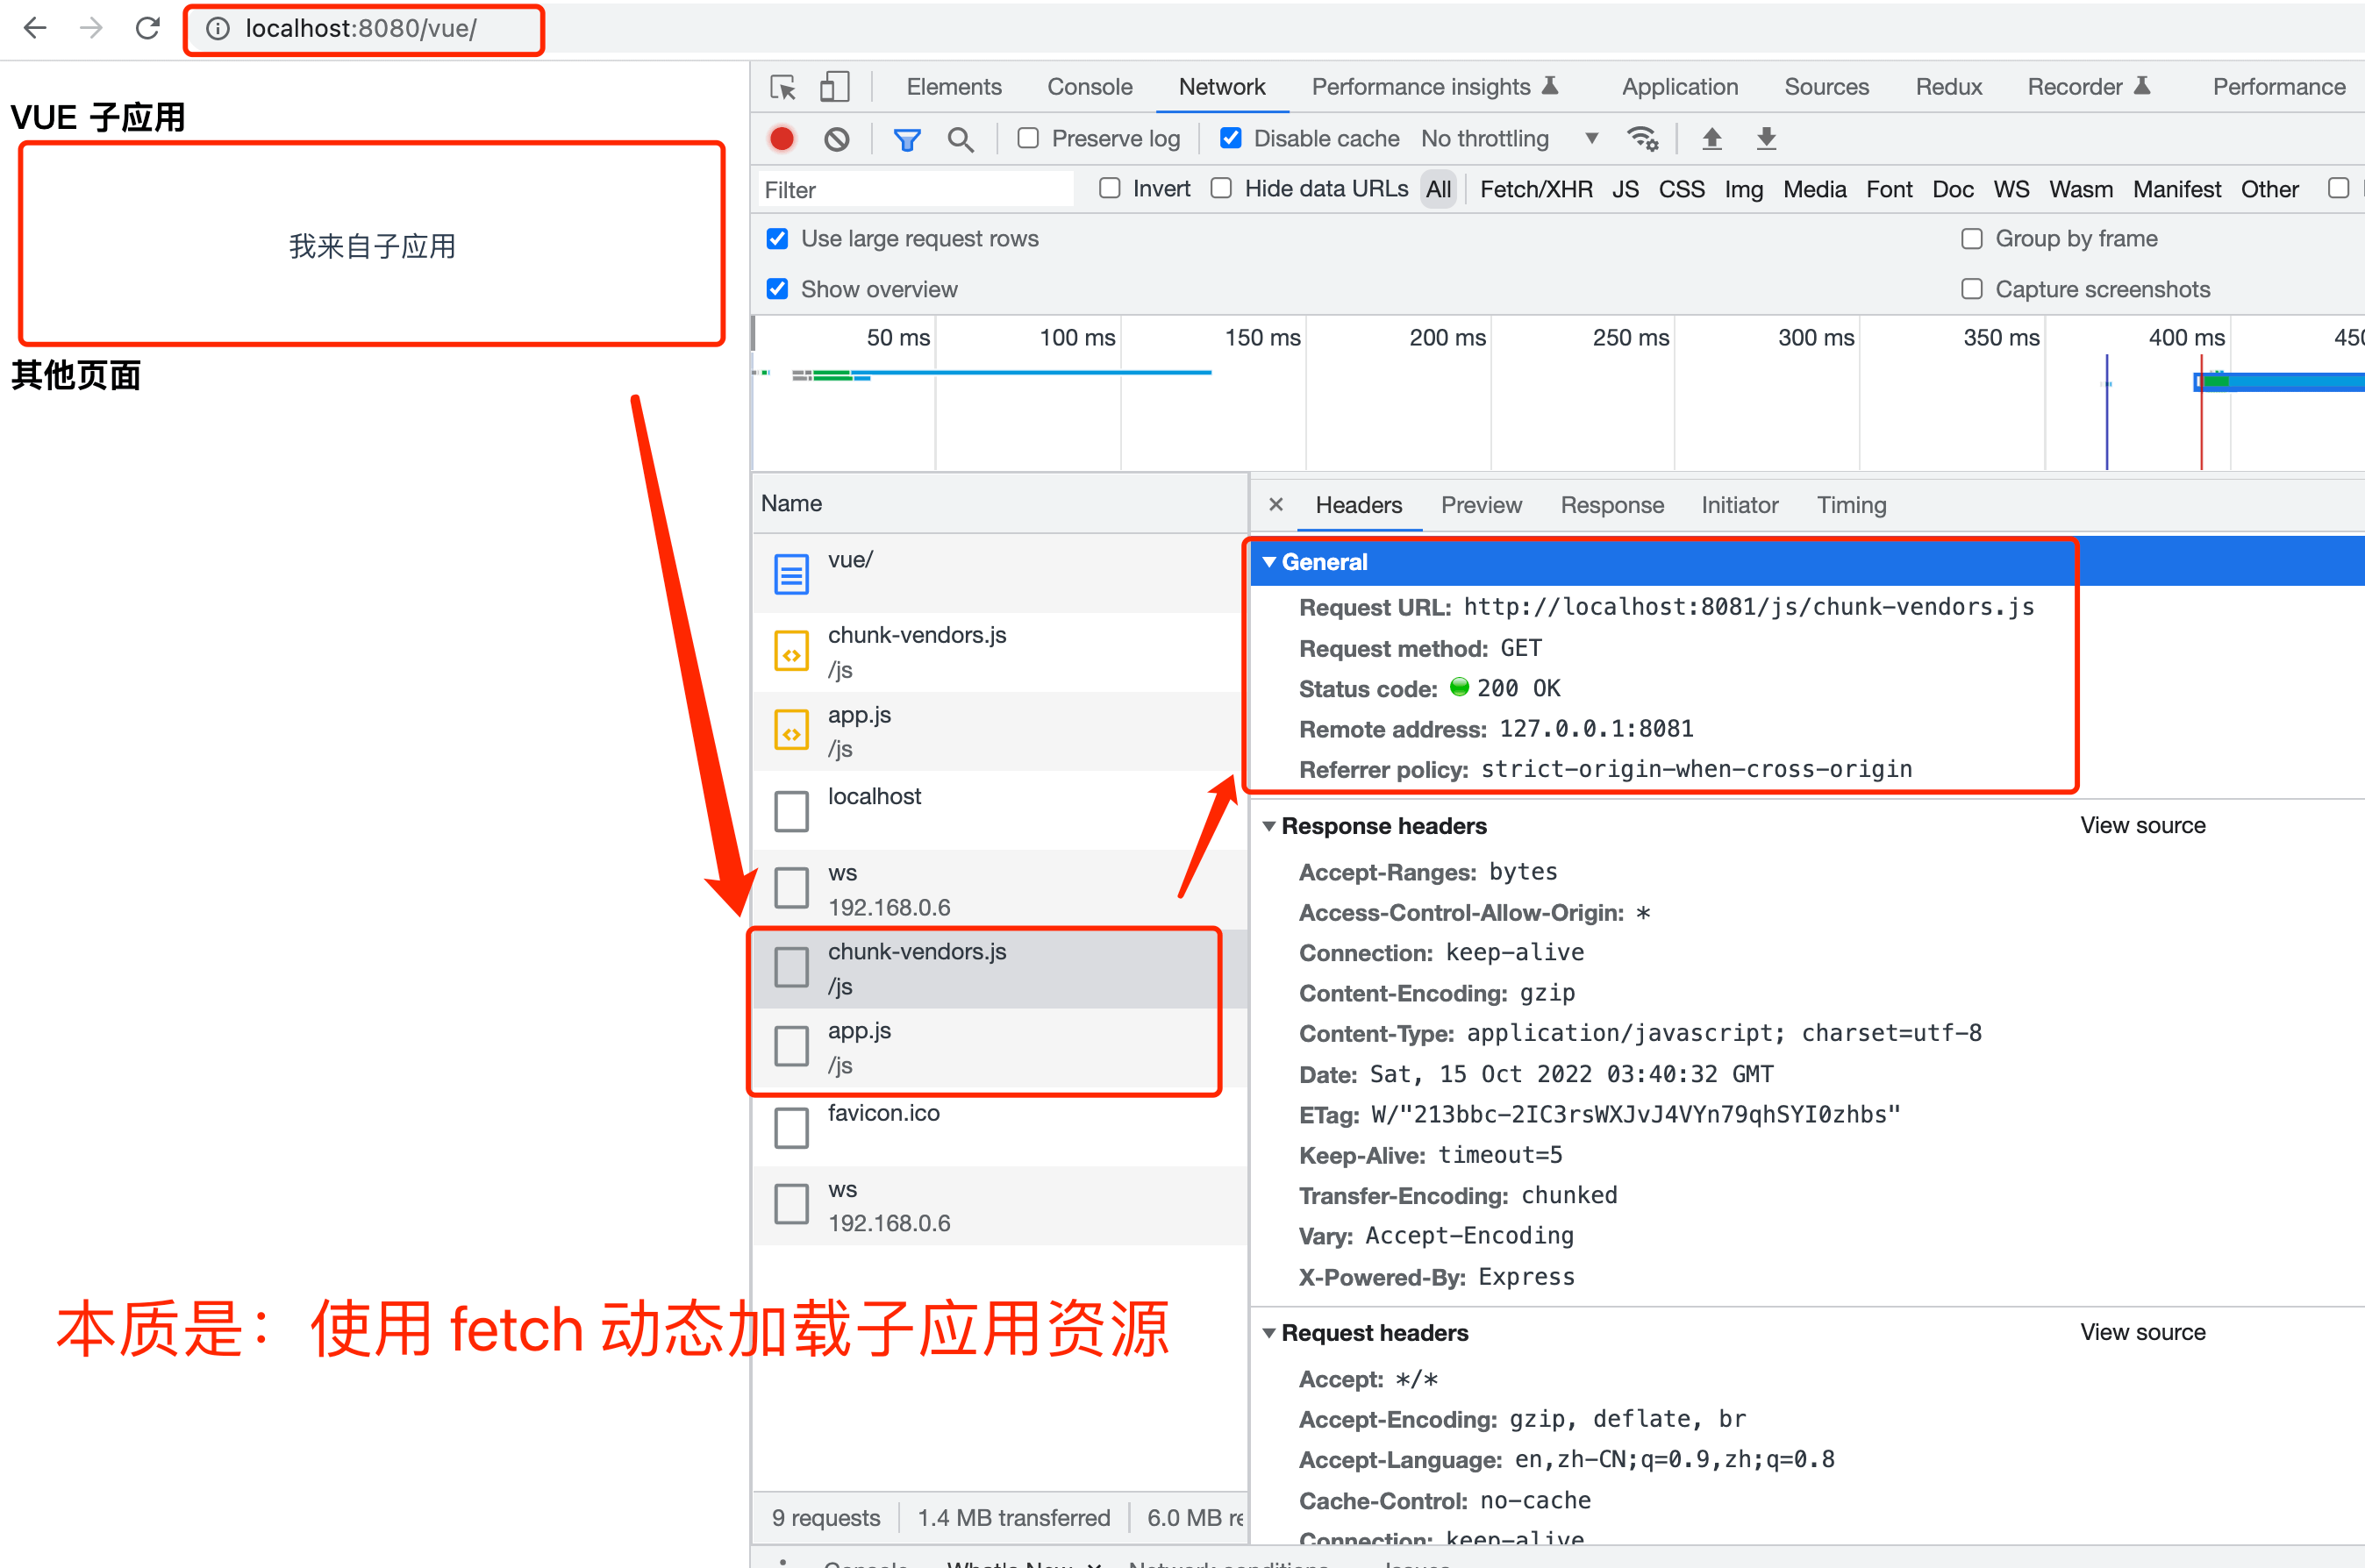 localhost:8080/vue/
VUE 子应用
我来自子应用
其他页面
Elements Console Network Performance insights Application Sources Redux Recorder Performance
Preserve log Disable cache No throttling
Filter Invert Hide data URLs All Fetch/XHR JS CSS Img Media Font Doc WS Wasm Manifest Other
Use large request rows Group by frame
Show overview Capture screenshots
50 ms 100 ms 150 ms 200 ms 250 ms 300 ms 350 ms 400 ms 450
Name
vue/
chunk-vendors.js
/js
app.js
/js
localhost
ws
192.168.0.6
chunk-vendors.js
/js
app.js
/js
favicon.ico
ws
192.168.0.6
9 requests 1.4 MB transferred 6.0 MB re
× Headers Preview Response Initiator Timing
General
Request URL: http://localhost:8081/js/chunk-vendors.js
Request method: GET
Status code: 200 OK
Remote address: 127.0.0.1:8081
Referrer policy: strict-origin-when-cross-origin
Response headers View source
Accept-Ranges: bytes
Access-Control-Allow-Origin: *
Connection: keep-alive
Content-Encoding: gzip
Content-Type: application/javascript; charset=utf-8
Date: Sat, 15 Oct 2022 03:40:32 GMT
ETag: W/"213bbc-2IC3rsWXJvJ4VYn79qhSYI0zhbs"
Keep-Alive: timeout=5
Transfer-Encoding: chunked
Vary: Accept-Encoding
X-Powered-By: Express
Request headers View source
Accept: */*
Accept-Encoding: gzip, deflate, br
Accept-Language: en,zh-CN;q=0.9,zh;q=0.8
Cache-Control: no-cache
Connection: keep-alive
Console What's New × Network conditions Issues
本质是：使用 fetch 动态加载子应用资源